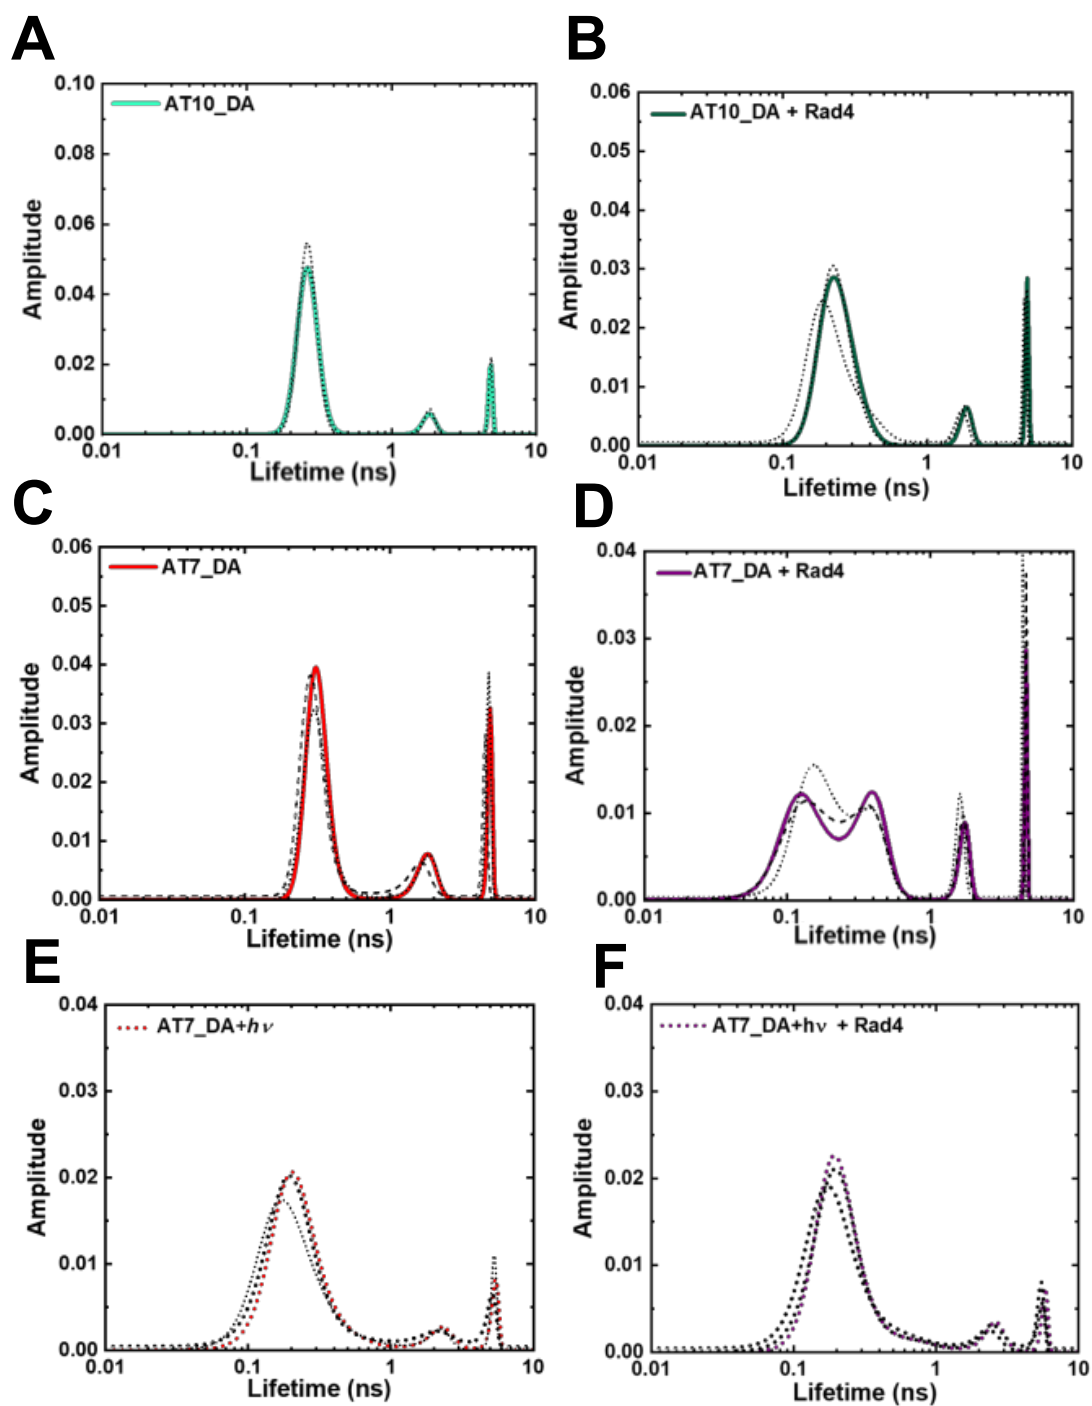 A
0.10
0.08
0.06
0.04
0.02
0.00
Amplitude
AT10_DA
0.01 0.1 1 10
Lifetime (ns)
B
0.06
0.05
0.04
0.03
0.02
0.01
0.00
Amplitude
AT10_DA + Rad4
0.01 0.1 1 10
Lifetime (ns)
C
0.06
0.05
0.04
0.03
0.02
0.01
0.00
Amplitude
AT7_DA
0.01 0.1 1 10
Lifetime (ns)
D
0.04
0.03
0.02
0.01
0.00
Amplitude
AT7_DA + Rad4
0.01 0.1 1 10
Lifetime (ns)
E
0.04
0.03
0.02
0.01
0.00
Amplitude
AT7_DA+hν
0.01 0.1 1 10
Lifetime (ns)
F
0.04
0.03
0.02
0.01
0.00
Amplitude
AT7_DA+hν + Rad4
0.01 0.1 1 10
Lifetime (ns)